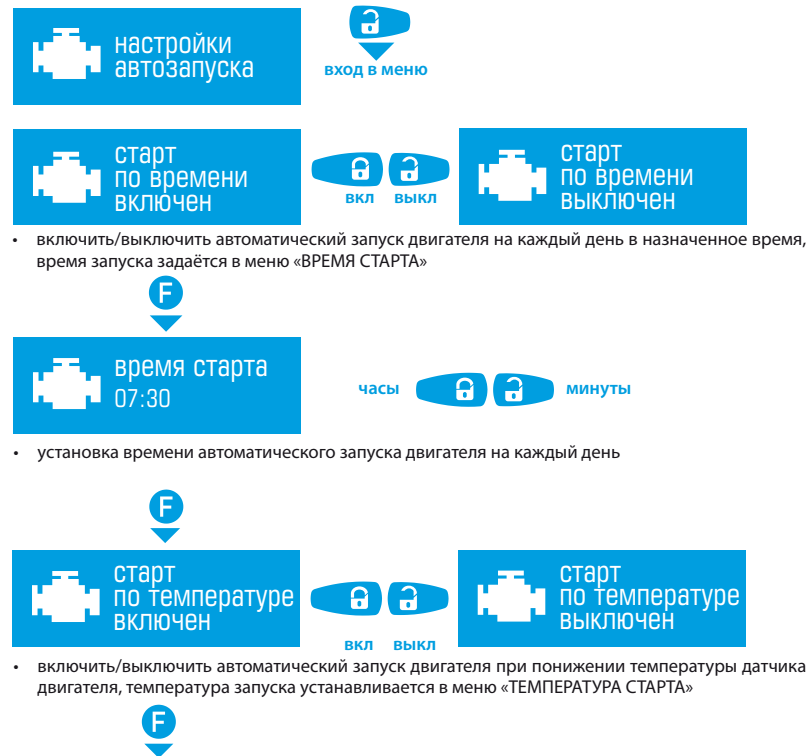 настройки
автозапуска
вход в меню
старт
по времени
включен
вкл выкл
старт
по времени
выключен
• включить/выключить автоматический запуск двигателя на каждый день в назначенное время,
время запуска задаётся в меню «ВРЕМЯ СТАРТА»
F
время старта
07:30
часы
минуты
• установка времени автоматического запуска двигателя на каждый день
F
старт
по температуре
включен
вкл выкл
старт
по температуре
выключен
• включить/выключить автоматический запуск двигателя при понижении температуры датчика
двигателя, температура запуска устанавливается в меню «ТЕМПЕРАТУРА СТАРТА»
F